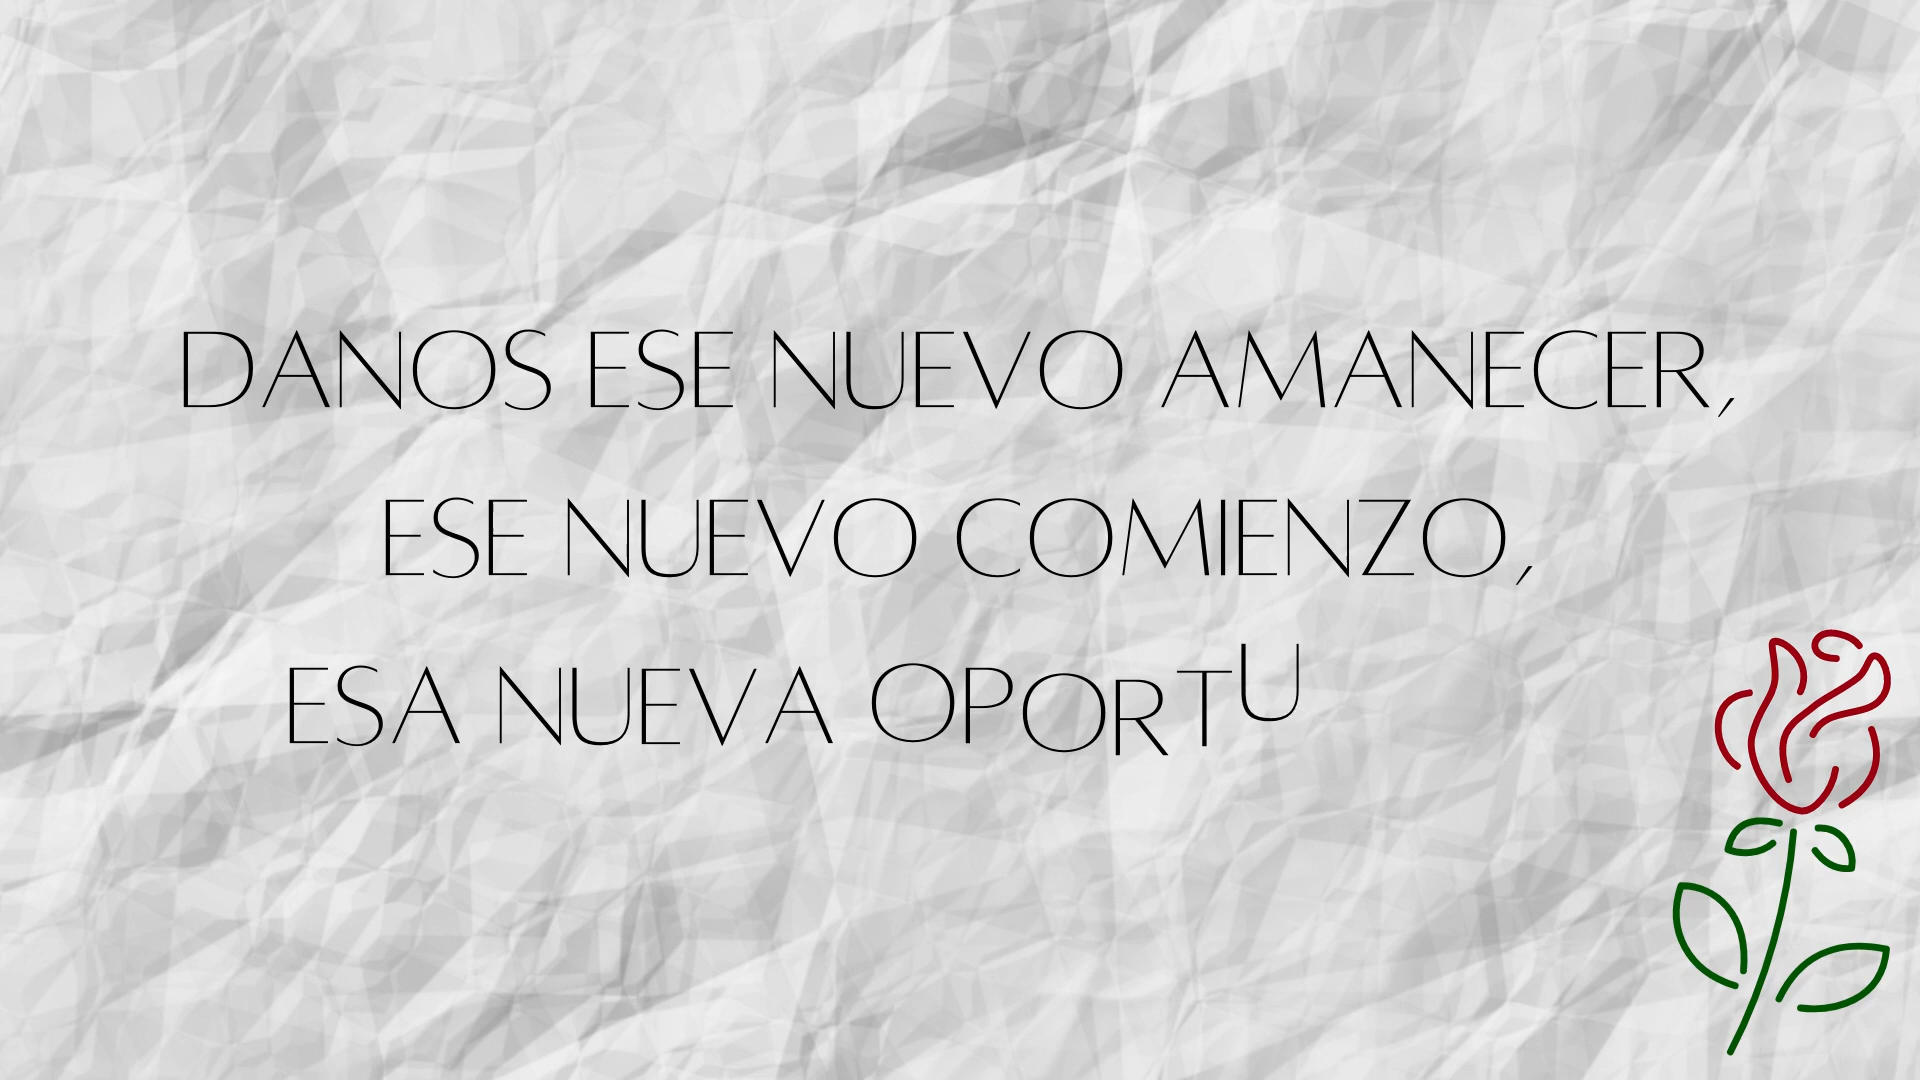 DANOS ESE NUEVO AMANECER,
ESE NUEVO COMIENZO,
ESA NUEVA OPORTU